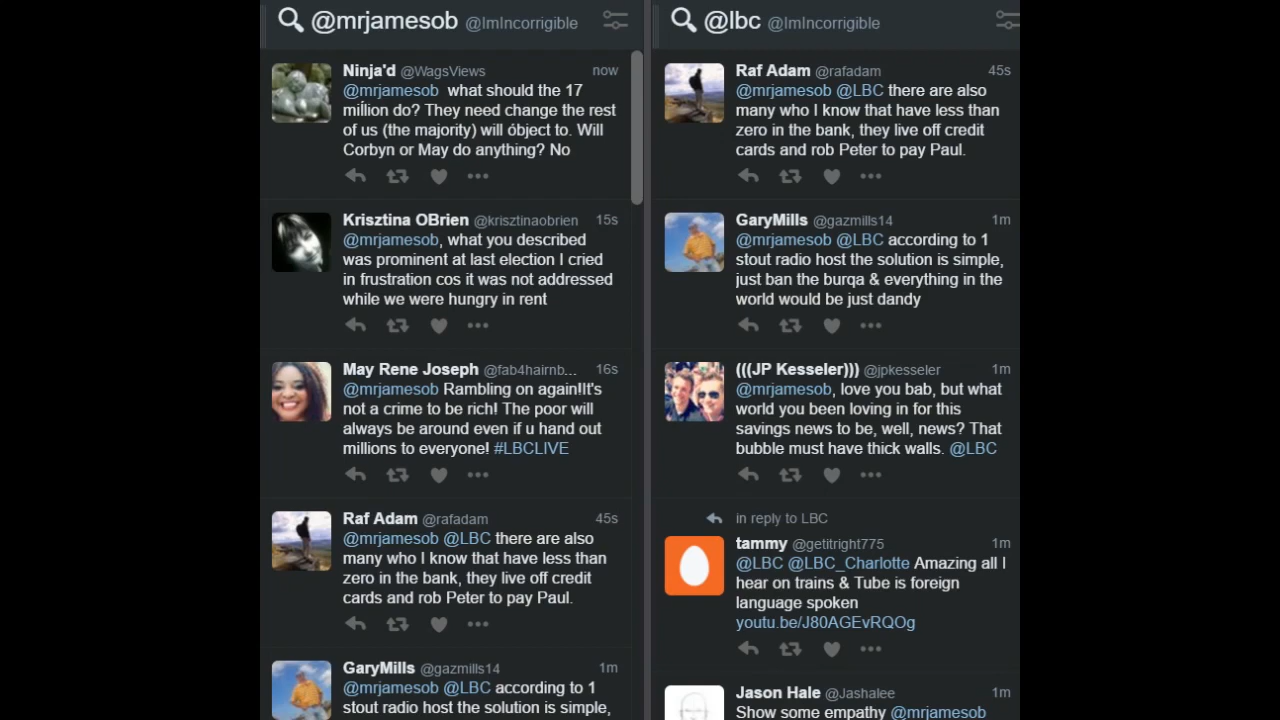 @mrjamesob @ImIncorrigible
Ninja'd @WagsViews now
@mrjamesob what should the 17
million do? They need change the rest
of us (the majority) will óbject to. Will
Corbyn or May do anything? No
Krisztina OBrien @krisztinaobrien 15s
@mrjamesob, what you described
was prominent at last election I cried
in frustration cos it was not addressed
while we were hungry in rent
May Rene Joseph @fab4hairnb... 16s
@mrjamesob Rambling on again!It's
not a crime to be rich! The poor will
always be around even if u hand out
millions to everyone! #LBCLIVE
Raf Adam @rafadam 45s
@mrjamesob @LBC there are also
many who I know that have less than
zero in the bank, they live off credit
cards and rob Peter to pay Paul.
GaryMills @gazmills14 1m
@mrjamesob @LBC according to 1
stout radio host the solution is simple,
@lbc @ImIncorrigible
Raf Adam @rafadam 45s
@mrjamesob @LBC there are also
many who I know that have less than
zero in the bank, they live off credit
cards and rob Peter to pay Paul.
GaryMills @gazmills14 1m
@mrjamesob @LBC according to 1
stout radio host the solution is simple,
just ban the burqa & everything in the
world would be just dandy
(((JP Kesseler))) @jpkesseler 1m
@mrjamesob, love you bab, but what
world you been loving in for this
savings news to be, well, news? That
bubble must have thick walls. @LBC
in reply to LBC
tammy @getitright775 1m
@LBC @LBC_Charlotte Amazing all I
hear on trains & Tube is foreign
language spoken
youtu.be/J80AGEvRQOg
Jason Hale @Jashalee 1m
Show some empathy @mrjamesob